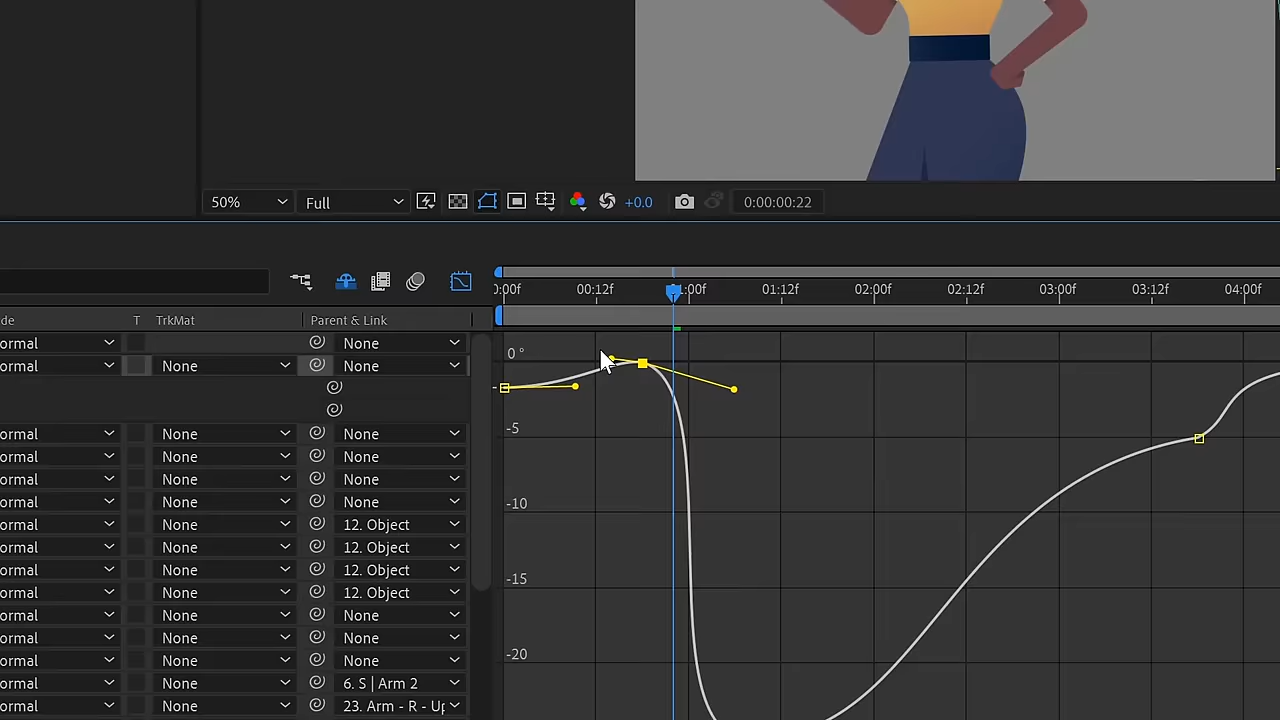 50% Full +0.0 0:00:00:22
0:00f 00:12f 1:00f 01:12f 02:00f 02:12f 03:00f 03:12f 04:00
de T TrkMat Parent & Link
ormal None
0 °
ormal None None
ormal None None
-5
ormal None None
ormal None None
ormal None None
-10
ormal None 12. Object
ormal None 12. Object
ormal None 12. Object
-15
ormal None 12. Object
ormal None None
ormal None None
-20
ormal None None
ormal None 6. S | Arm 2
ormal None 23. Arm - R - Up